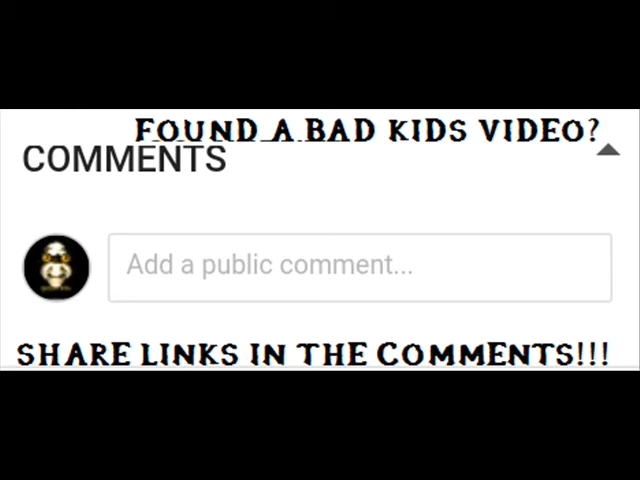 FOUND A BAD KIDS VIDEO?
COMMENTS
Add a public comment...
SHARE LINKS IN THE COMMENTS!!!